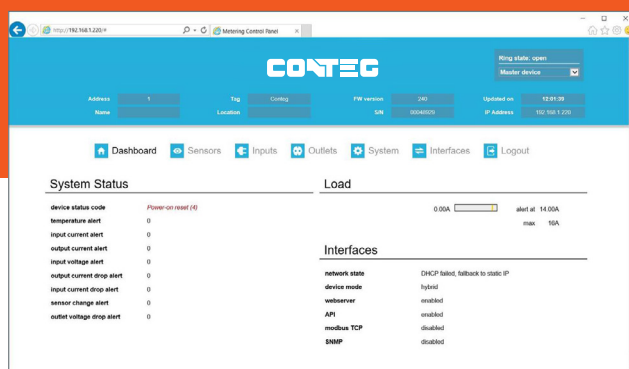 http://192.168.1.220/#
Metering Control Panel
CONTEG
Ring state: open
Master device
Address 1 Tag Conteg FW version 240 Updated on 12:01:39
Name Location S/N 00048929 IP Address 192.168.1.220
Dashboard Sensors Inputs Outlets System Interfaces Logout
System Status
device status code Power-on reset (4)
temperature alert 0
input current alert 0
output current alert 0
input voltage alert 0
output current drop alert 0
input current drop alert 0
sensor change alert 0
outlet voltage drop alert 0
Load
0.00A alert at 14.00A
max 16A
Interfaces
network state DHCP failed, fallback to static IP
device mode hybrid
webserver enabled
API enabled
modbus TCP disabled
SNMP disabled